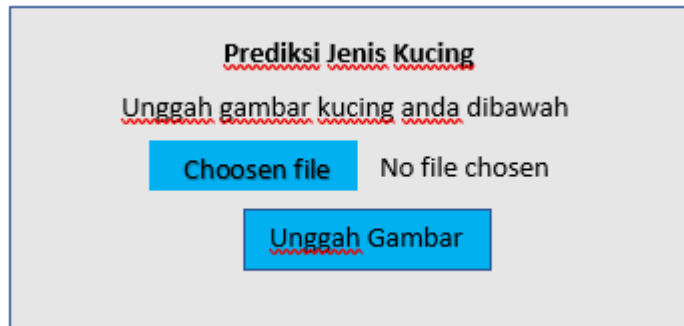 Prediksi Jenis Kucing
Unggah gambar kucing anda dibawah
Choosen file No file chosen
Unggah Gambar